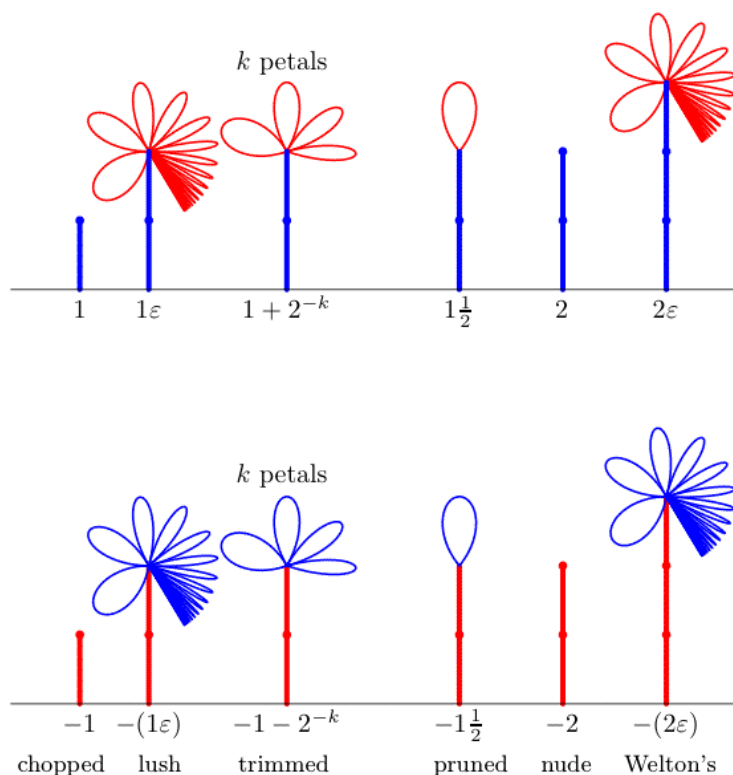 k petals
1 1ε 1 + 2⁻ᵏ 1½ 2 2ε
k petals
−1 −(1ε) −1 − 2⁻ᵏ −1½ −2 −(2ε)
chopped lush trimmed pruned nude Welton's